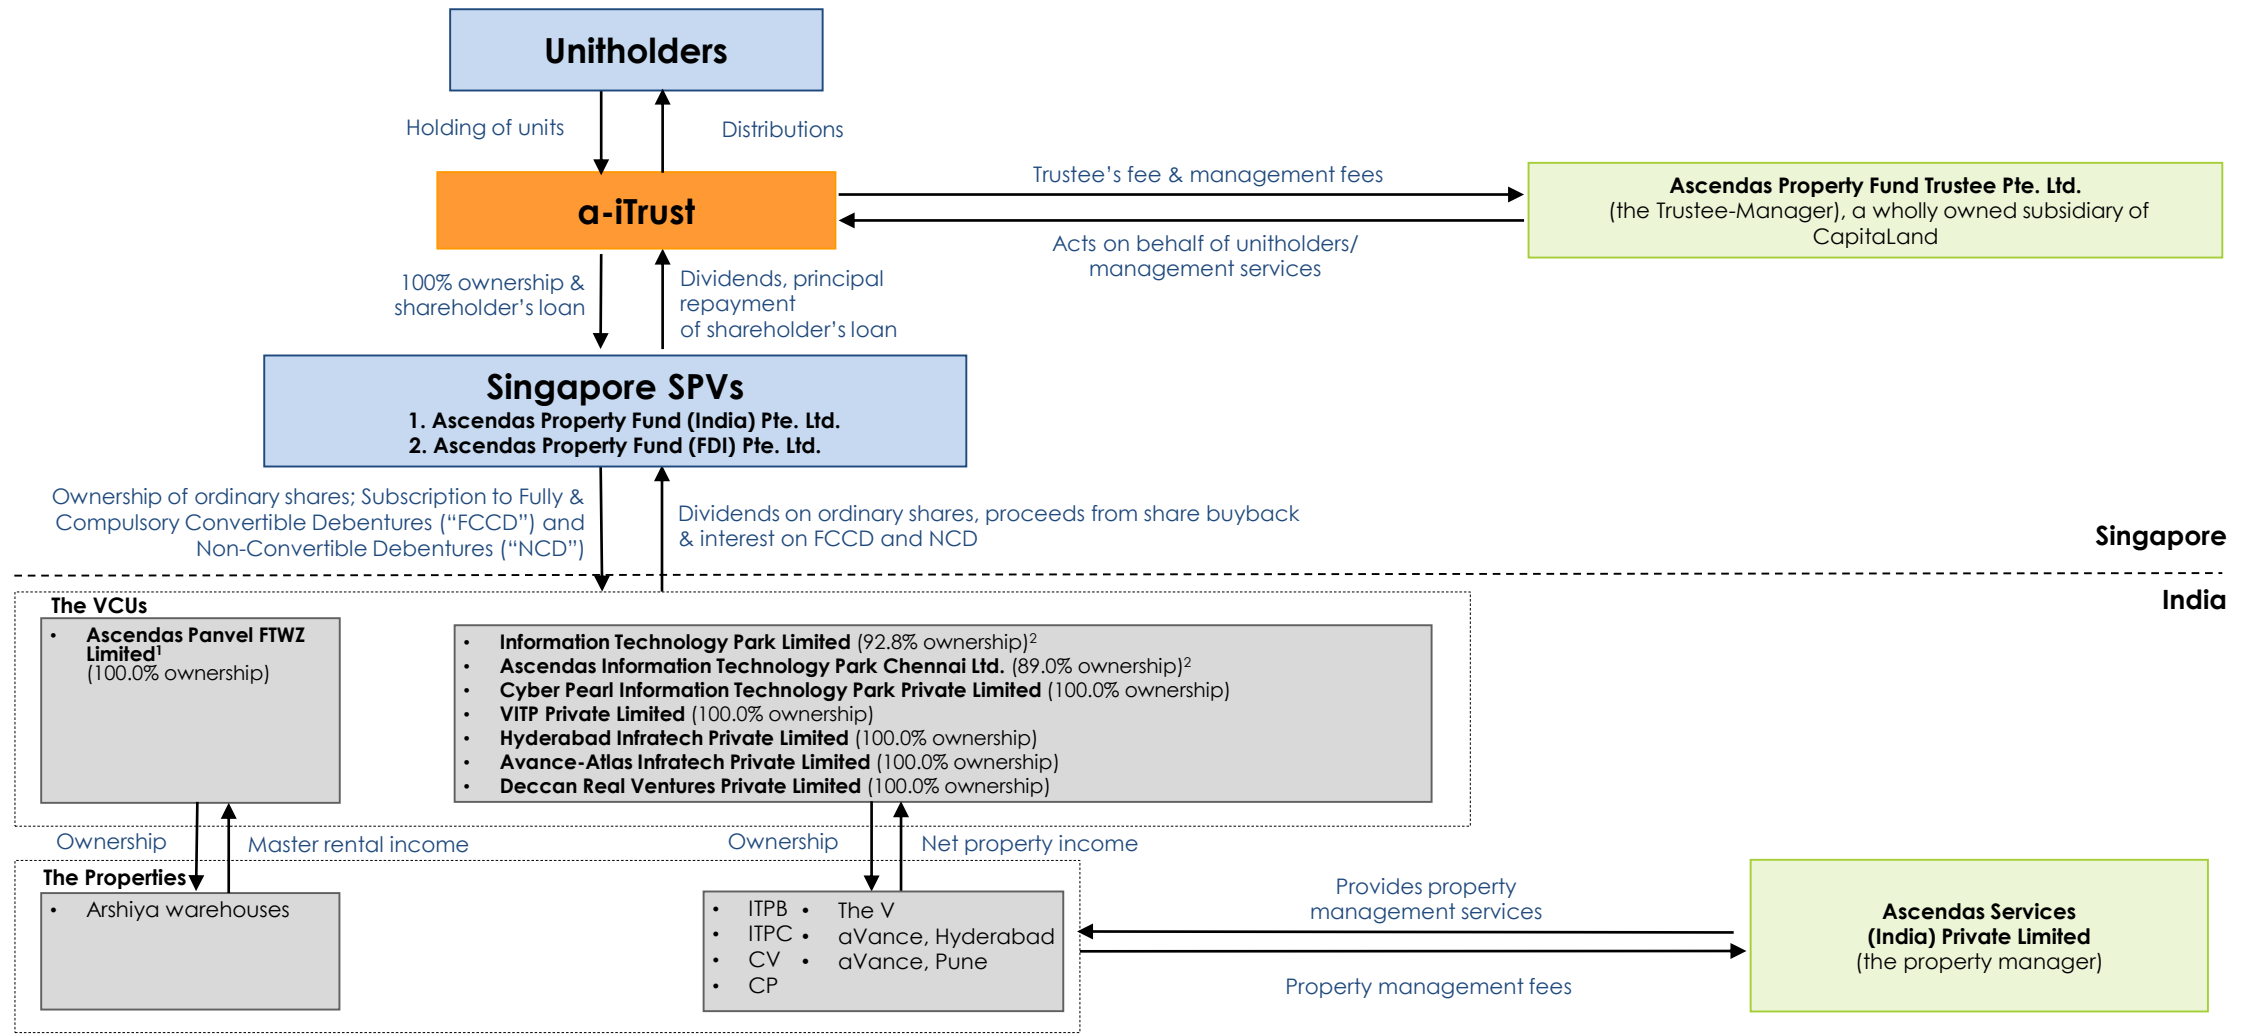 Unitholders
Holding of units
Distributions
a-iTrust
Trustee’s fee & management fees
Acts on behalf of unitholders/
management services
Ascendas Property Fund Trustee Pte. Ltd.
(the Trustee-Manager), a wholly owned subsidiary of
CapitaLand
100% ownership &
shareholder’s loan
Dividends, principal
repayment
of shareholder’s loan
Singapore SPVs
1. Ascendas Property Fund (India) Pte. Ltd.
2. Ascendas Property Fund (FDI) Pte. Ltd.
Ownership of ordinary shares; Subscription to Fully &
Compulsory Convertible Debentures (“FCCD”) and
Non-Convertible Debentures (“NCD”)
Dividends on ordinary shares, proceeds from share buyback
& interest on FCCD and NCD
Singapore
India
The VCUs
• Ascendas Panvel FTWZ
Limited¹
(100.0% ownership)
• Information Technology Park Limited (92.8% ownership)²
• Ascendas Information Technology Park Chennai Ltd. (89.0% ownership)²
• Cyber Pearl Information Technology Park Private Limited (100.0% ownership)
• VITP Private Limited (100.0% ownership)
• Hyderabad Infratech Private Limited (100.0% ownership)
• Avance-Atlas Infratech Private Limited (100.0% ownership)
• Deccan Real Ventures Private Limited (100.0% ownership)
Ownership
Master rental income
Ownership
Net property income
The Properties
• Arshiya warehouses
• ITPB
• ITPC
• CV
• CP
• The V
• aVance, Hyderabad
• aVance, Pune
Provides property
management services
Property management fees
Ascendas Services
(India) Private Limited
(the property manager)